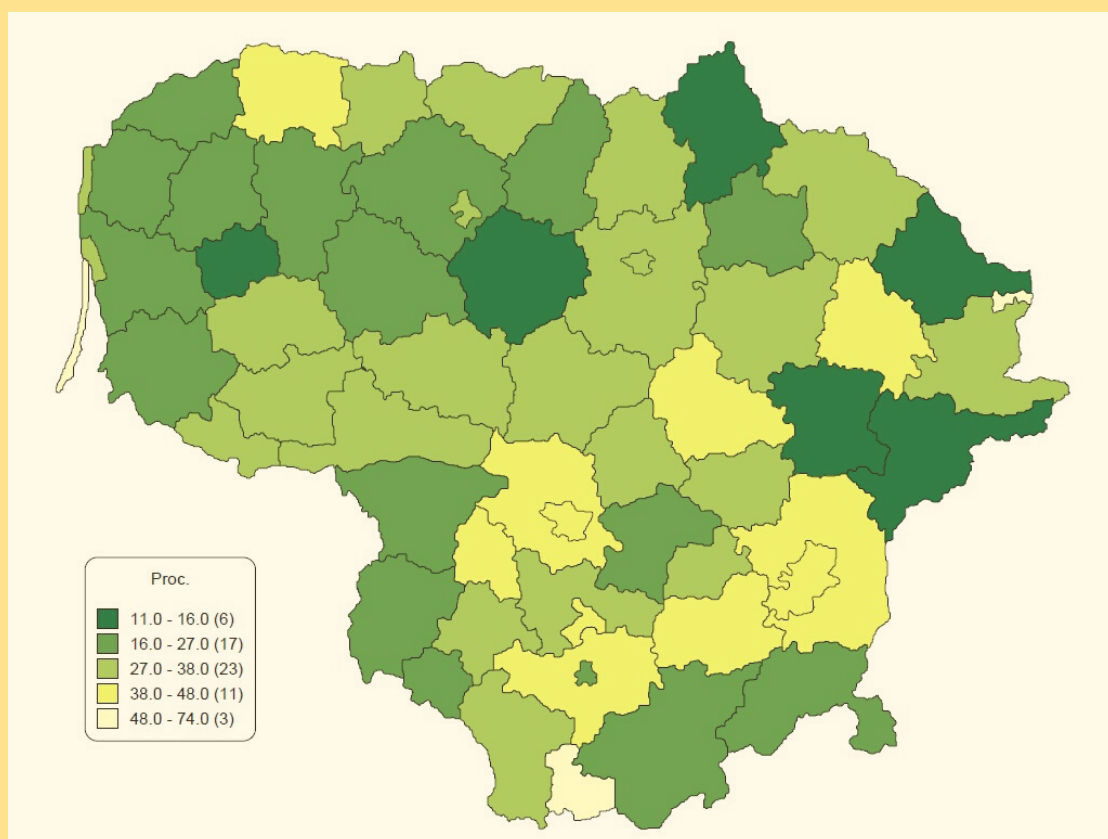 Proc.
11.0 - 16.0 (6)
16.0 - 27.0 (17)
27.0 - 38.0 (23)
38.0 - 48.0 (11)
48.0 - 74.0 (3)